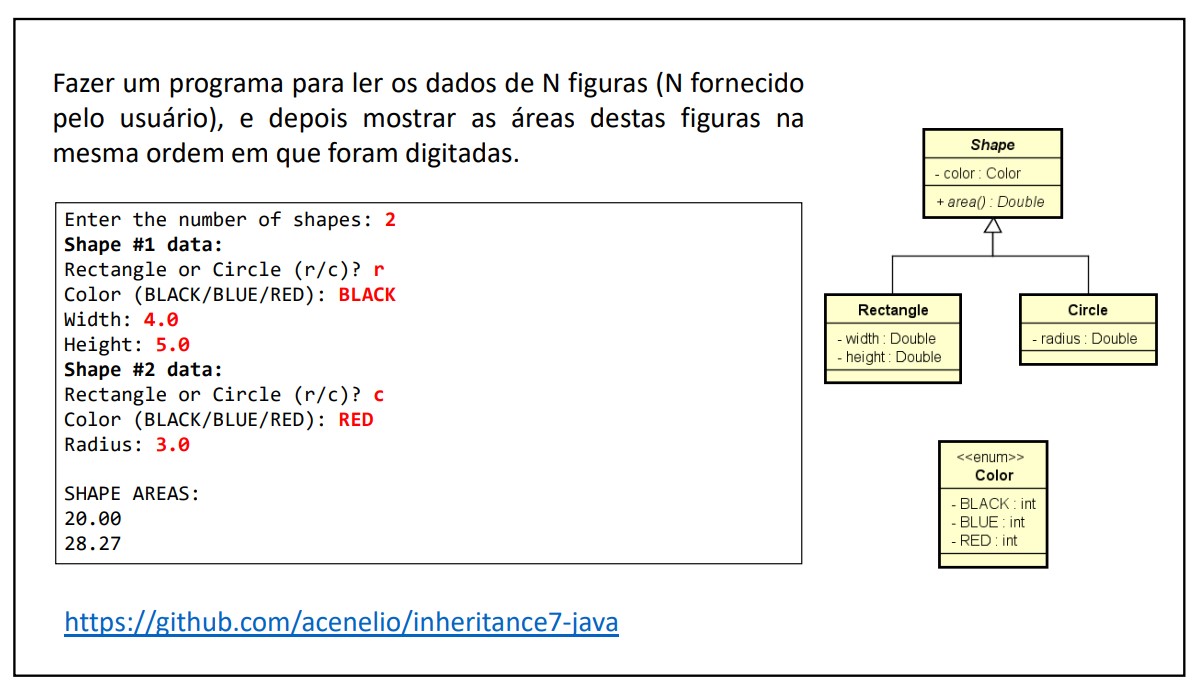 Fazer um programa para ler os dados de N figuras (N fornecido
pelo usuário), e depois mostrar as áreas destas figuras na
mesma ordem em que foram digitadas.
Enter the number of shapes: 2
Shape #1 data:
Rectangle or Circle (r/c)? r
Color (BLACK/BLUE/RED): BLACK
Width: 4.0
Height: 5.0
Shape #2 data:
Rectangle or Circle (r/c)? c
Color (BLACK/BLUE/RED): RED
Radius: 3.0
SHAPE AREAS:
20.00
28.27
https://github.com/acenelio/inheritance7-java
Shape
- color : Color
+ area() : Double
Rectangle
- width : Double
- height : Double
Circle
- radius : Double
<<enum>>
Color
- BLACK : int
- BLUE : int
- RED : int